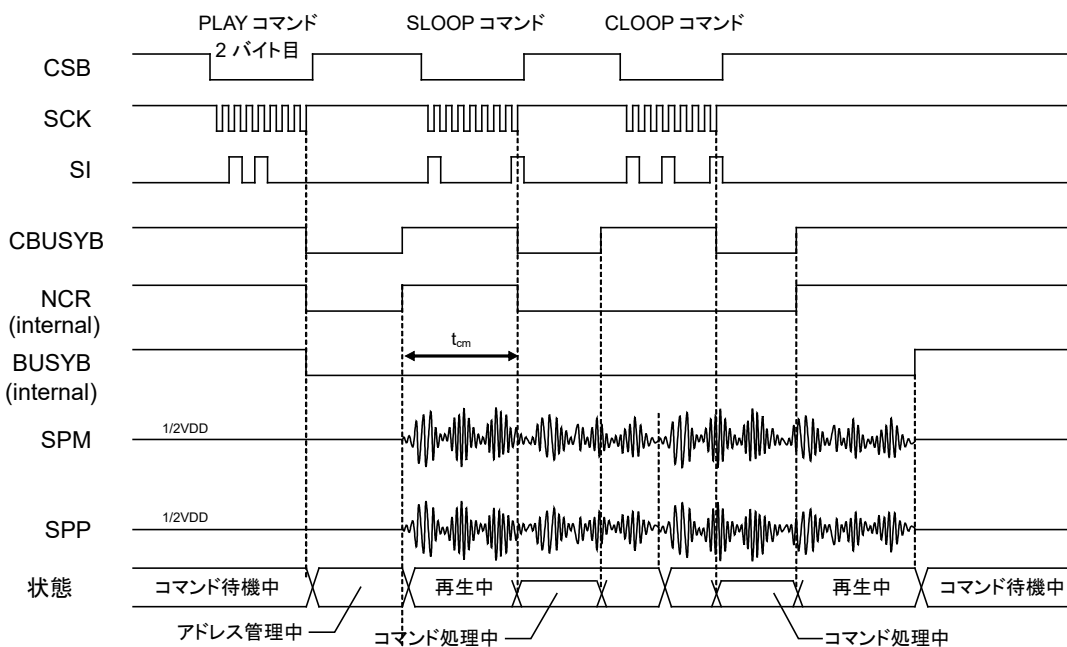 PLAY コマンド
2 バイト目
SLOOP コマンド
CLOOP コマンド
CSB
SCK
SI
CBUSYB
NCR
(internal)
tcm
BUSYB
(internal)
1/2VDD
SPM
1/2VDD
SPP
状態
コマンド待機中
再生中
再生中
コマンド待機中
アドレス管理中
コマンド処理中
コマンド処理中